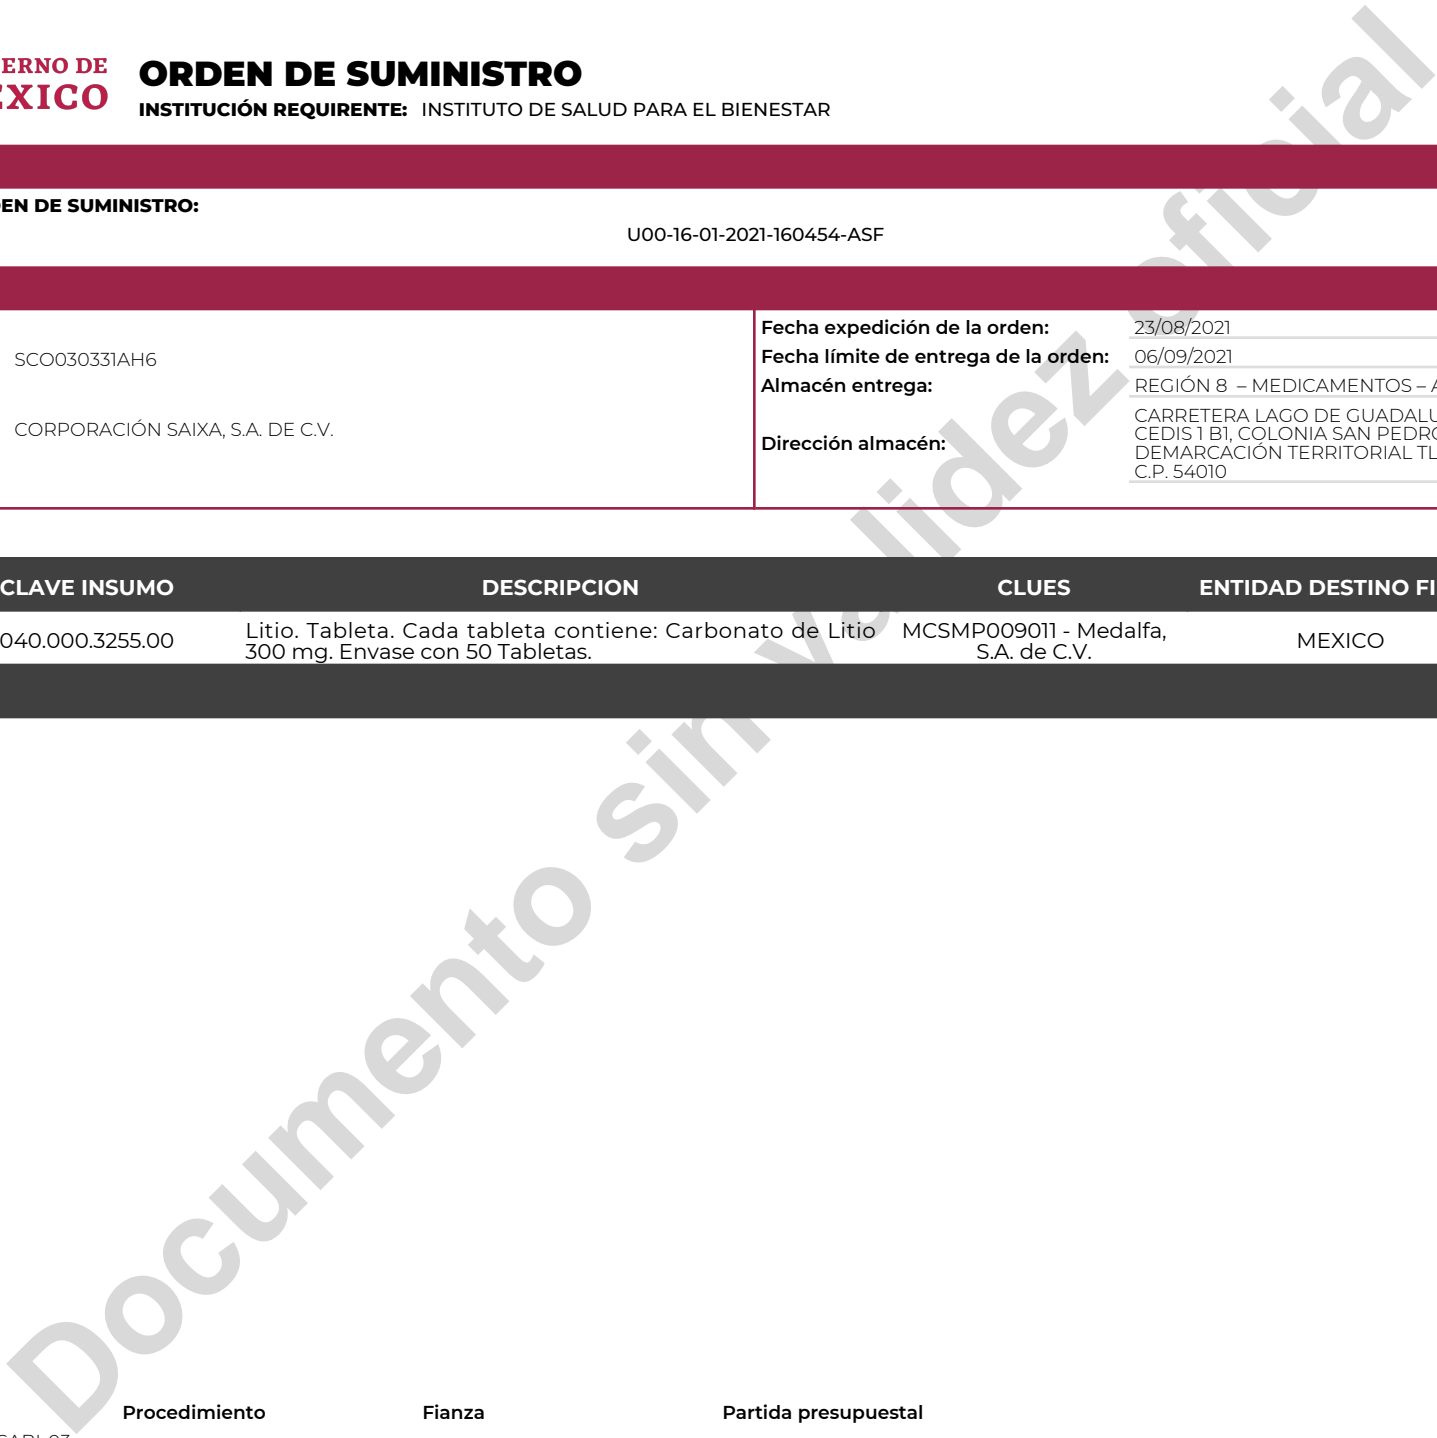 ERNO DE
EXICO
ORDEN DE SUMINISTRO
INSTITUCIÓN REQUIRENTE: INSTITUTO DE SALUD PARA EL BIENESTAR
EN DE SUMINISTRO:
U00-16-01-2021-160454-ASF
SCO030331AH6
CORPORACIÓN SAIXA, S.A. DE C.V.
Fecha expedición de la orden: 23/08/2021
Fecha límite de entrega de la orden: 06/09/2021
Almacén entrega: REGIÓN 8 – MEDICAMENTOS – A
Dirección almacén:
CARRETERA LAGO DE GUADALU
CEDIS 1 B1, COLONIA SAN PEDRO
DEMARCACIÓN TERRITORIAL TL
C.P. 54010
CLAVE INSUMO DESCRIPCION CLUES ENTIDAD DESTINO FI
040.000.3255.00
Litio. Tableta. Cada tableta contiene: Carbonato de Litio
300 mg. Envase con 50 Tabletas.
MCSMP009011 - Medalfa,
S.A. de C.V.
MEXICO
Documento sin validez oficial
Procedimiento Fianza Partida presupuestal